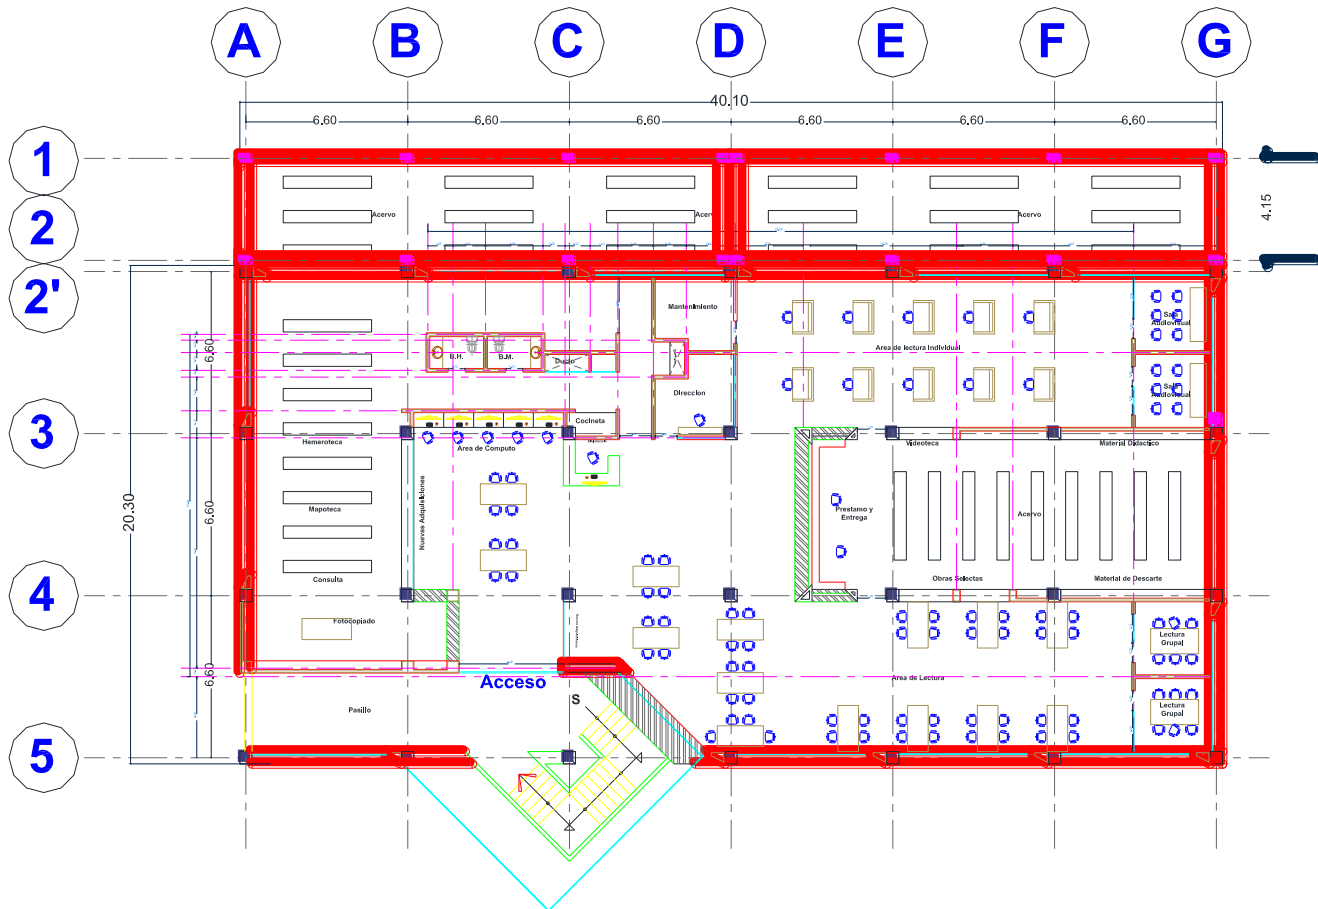 A B C D E F G
40.10
6.60 6.60 6.60 6.60 6.60 6.60
1
2
2'
3
4
5
4.15
20.30
6.60
6.60
6.60
Acervo
Acervo
Acervo
Mantenimiento
Sala
Audiovisual
Area de lectura Individual
B.H.
B.M.
Ducto
Direccion
Sala
Audiovisual
Cocineta
Area de Computo
Videoteca
Material Didactico
Hemeroteca
Nuevas Adquisiciones
Mapoteca
Prestamo y
Entrega
Acervo
Consulta
Obras Selectas
Material de Descarte
Fotocopiado
Lectura
Grupal
Acceso
Area de Lectura
S
Pasillo
Lectura
Grupal